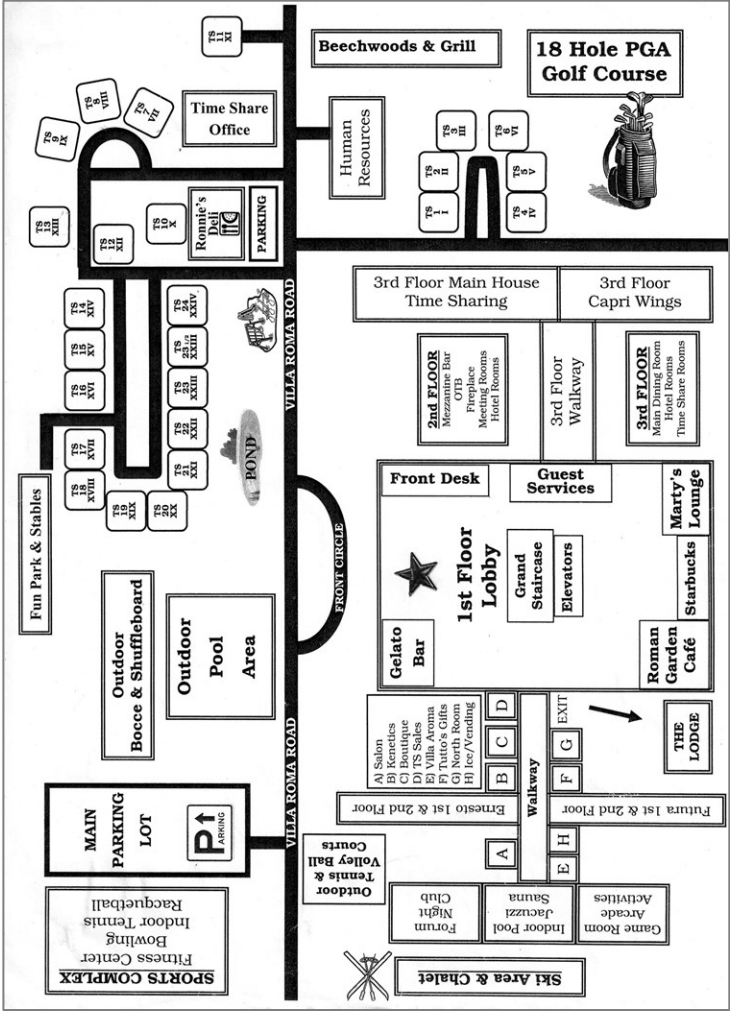 TS
11
XI
Beechwoods & Grill
18 Hole PGA
Golf Course
TS
8
VIII
TS
7
VII
TS
9
IX
Time Share
Office
Human
Resources
TS
3
III
TS
6
VI
TS
2
II
TS
5
V
TS
1
I
TS
4
IV
TS
13
XIII
TS
12
XII
TS
10
X
Ronnie's
Deli
PARKING
3rd Floor Main House
Time Sharing
3rd Floor
Capri Wings
TS
14
XIV
TS
24
XXIV
TS
15
XV
TS
23 1/2
XXIII
TS
16
XVI
TS
23
XXIII
TS
17
XVII
TS
22
XXII
TS
18
XVIII
TS
21
XXI
TS
19
XIX
TS
20
XX
VILLA ROMA ROAD
POND
2nd FLOOR
Mezzanine Bar
OTB
Fireplace
Meeting Rooms
Hotel Rooms
3rd Floor
Walkway
3rd FLOOR
Main Dining Room
Hotel Rooms
Time Share Rooms
Fun Park & Stables
FRONT CIRCLE
Front Desk
Guest
Services
Marty's
Lounge
1st Floor
Lobby
Grand
Staircase
Elevators
Starbucks
Gelato
Bar
Roman
Garden
Café
Outdoor
Bocce & Shuffleboard
Outdoor
Pool
Area
VILLA ROMA ROAD
A) Salon
B) Kenetics
C) Boutique
D) TS Sales
E) Villa Aroma
F) Tutto's Gifts
G) North Room
H) Ice/Vending
D
C
B
A
Walkway
EXIT
G
F
H
E
THE
LODGE
Ernesto 1st & 2nd Floor
Futura 1st & 2nd Floor
MAIN
PARKING
LOT
P
ARKING
Outdoor
Tennis &
Volley Ball
Courts
SPORTS COMPLEX
Fitness Center
Bowling
Indoor Tennis
Racquetball
Forum
Night
Club
Indoor Pool
Jacuzzi
Sauna
Game Room
Arcade
Activities
Ski Area & Chalet